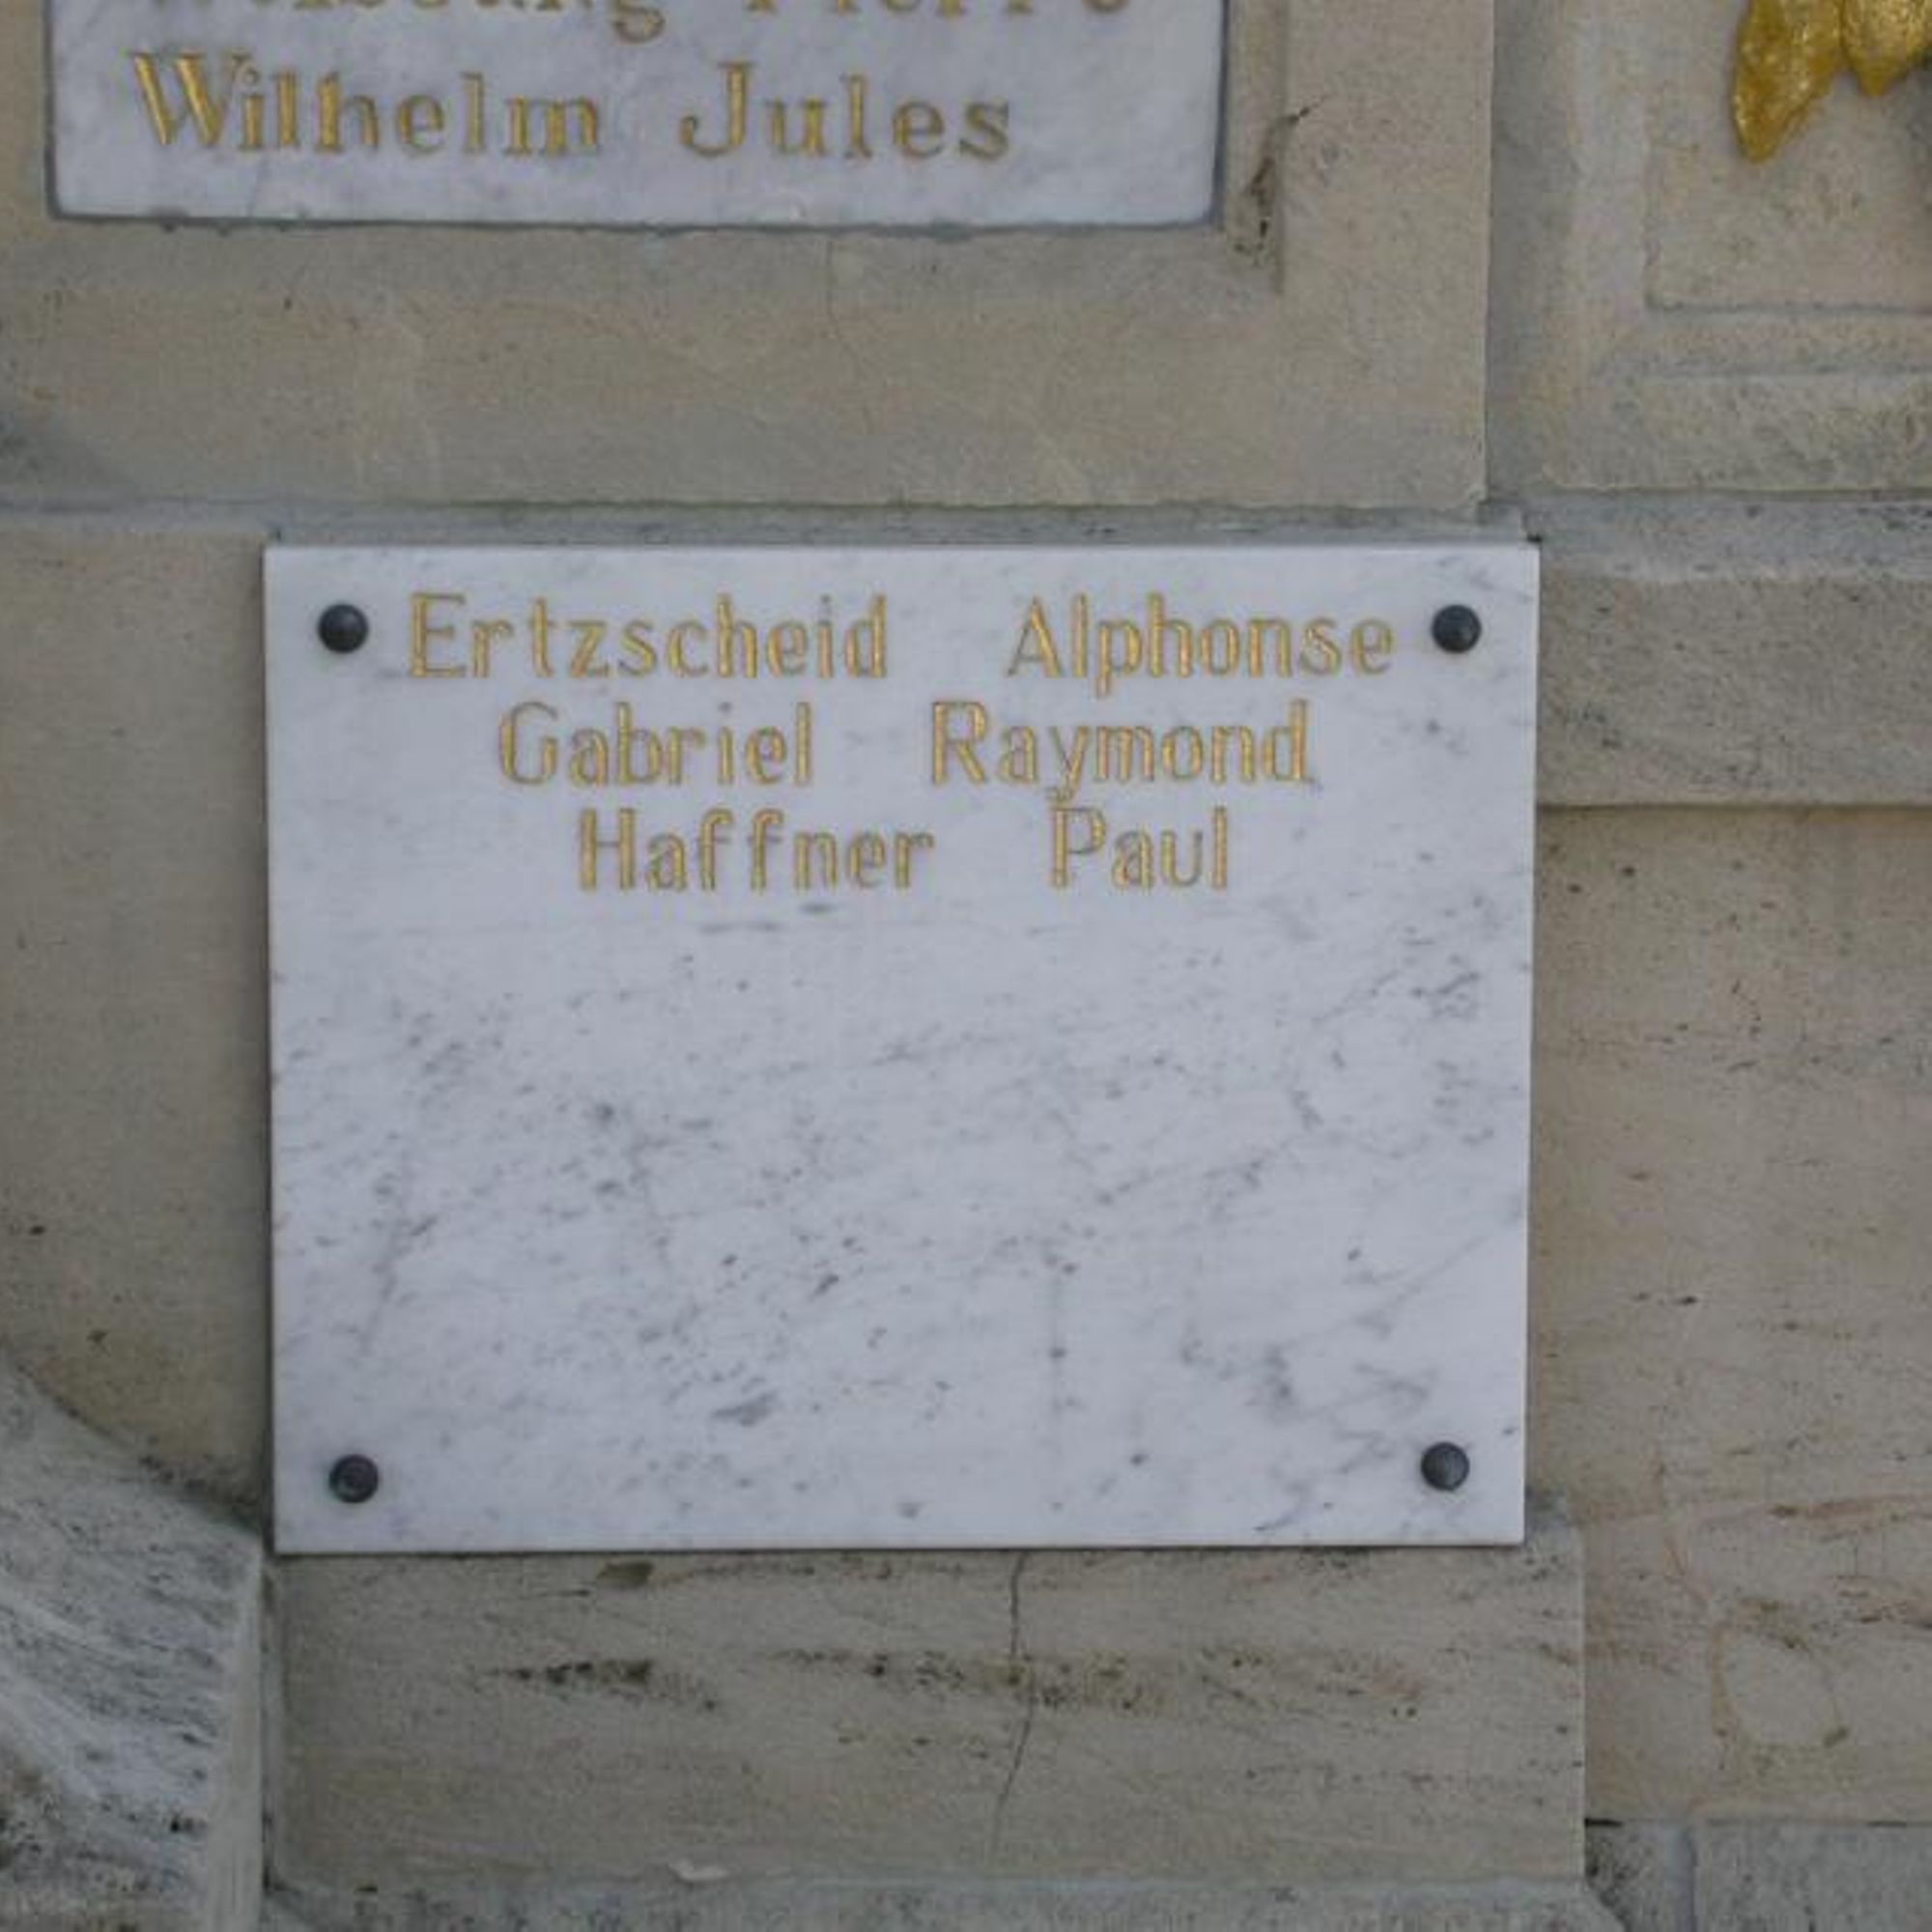 Wilhelm Jules
Ertzscheid Alphonse
Gabriel Raymond
Haffner Paul